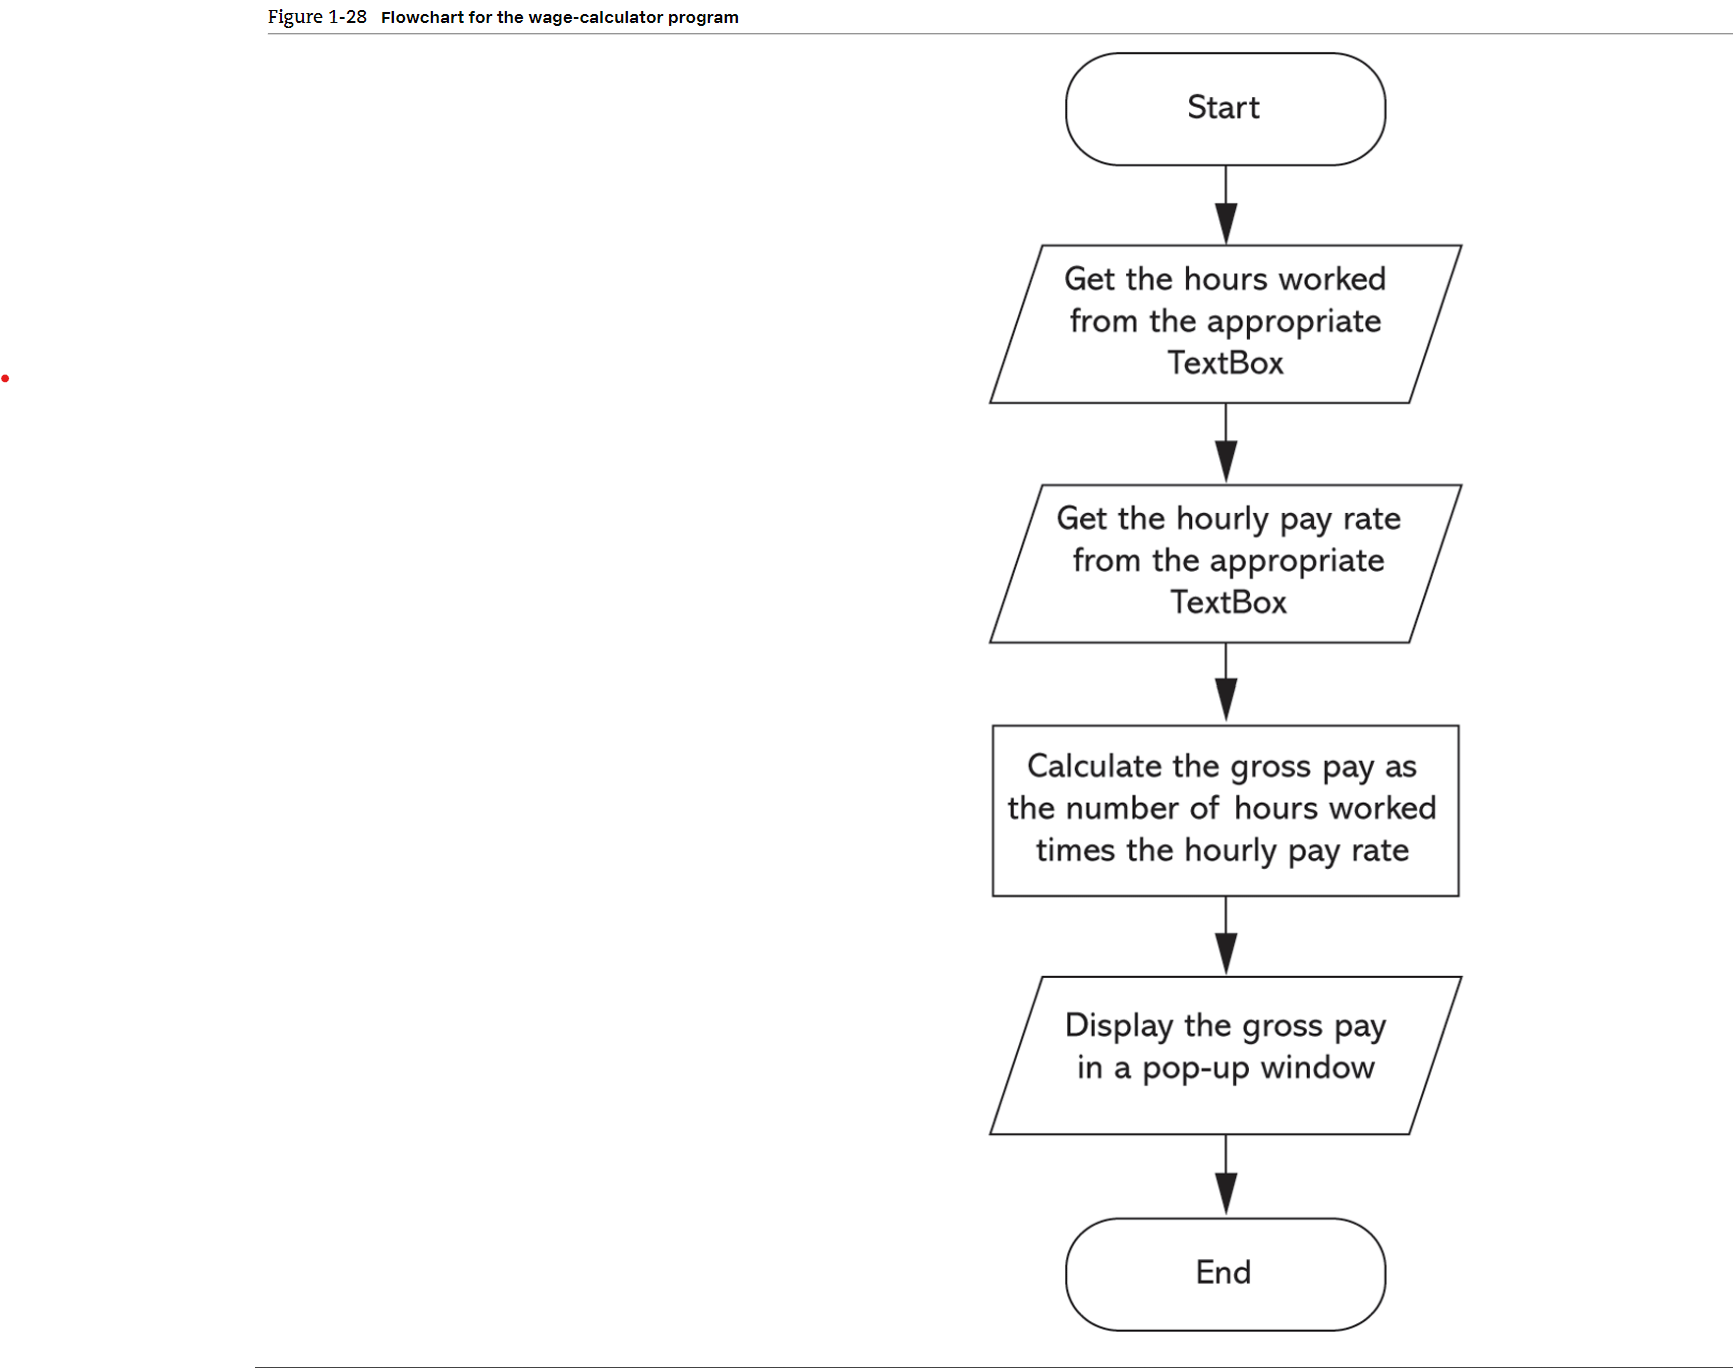 Figure 1-28 Flowchart for the wage-calculator program
Start
Get the hours worked
from the appropriate
TextBox
Get the hourly pay rate
from the appropriate
TextBox
Calculate the gross pay as
the number of hours worked
times the hourly pay rate
Display the gross pay
in a pop-up window
End